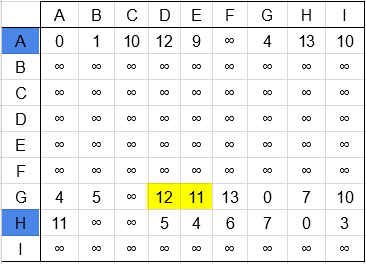 A B C D E F G H I
A 0 1 10 12 9 ∞ 4 13 10
B ∞ ∞ ∞ ∞ ∞ ∞ ∞ ∞ ∞
C ∞ ∞ ∞ ∞ ∞ ∞ ∞ ∞ ∞
D ∞ ∞ ∞ ∞ ∞ ∞ ∞ ∞ ∞
E ∞ ∞ ∞ ∞ ∞ ∞ ∞ ∞ ∞
F ∞ ∞ ∞ ∞ ∞ ∞ ∞ ∞ ∞
G 4 5 ∞ 12 11 13 0 7 10
H 11 ∞ ∞ 5 4 6 7 0 3
I ∞ ∞ ∞ ∞ ∞ ∞ ∞ ∞ ∞